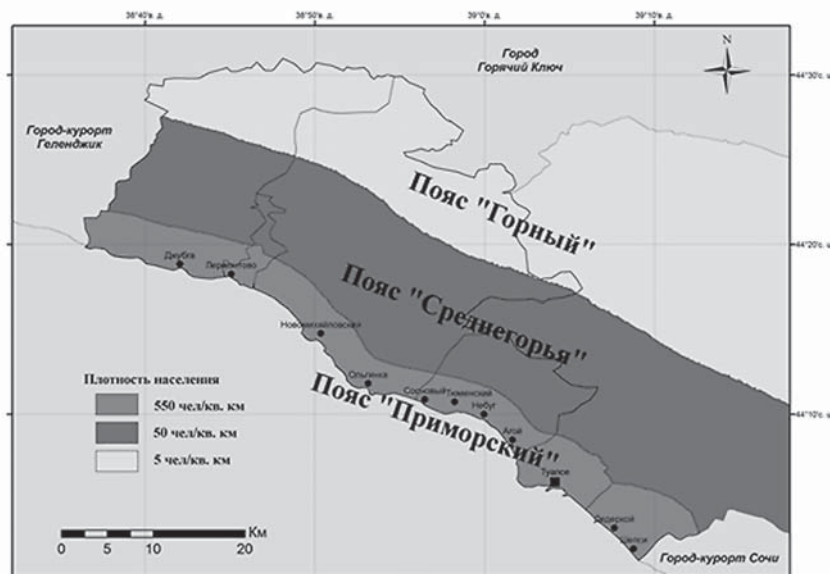 38°40'в. д.
38°50'в. д.
39°0'в. д.
39°10'в. д.
N
Город
Горячий Ключ
44°30'с. ш.
Город-курорт
Геленджик
Пояс "Горный"
44°20'с. ш.
Джубга
Пояс "Среднегорья"
Новомихайловский
Ольгинка
Сосновый
Тюменский
Небуг
Плотность населения
550 чел/кв. км
50 чел/кв. км
5 чел/кв. км
Пояс "Приморский"
44°10'с. ш.
Агой
Туапсе
Дедеркой
Шепси
Км
0 5 10 20
Город-курорт Сочи